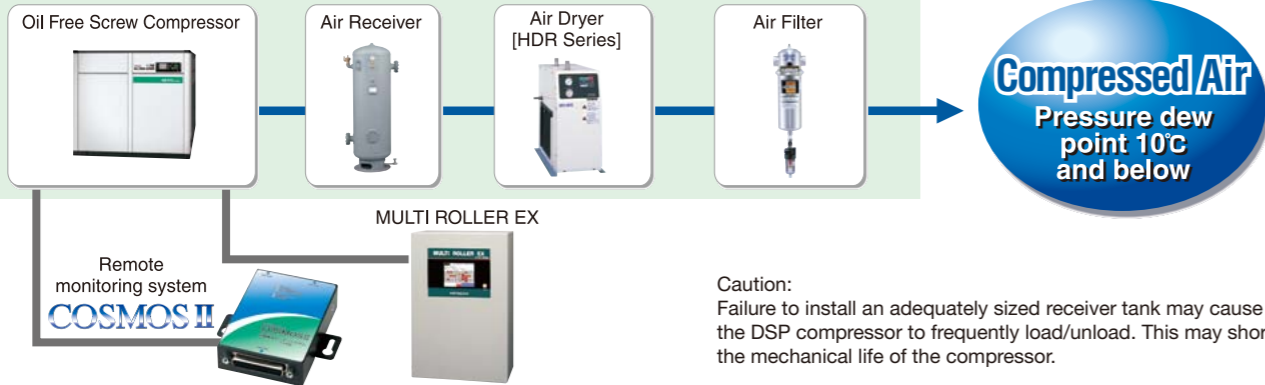 Oil Free Screw Compressor
Air Receiver
Air Dryer
[HDR Series]
Air Filter
Compressed Air
Pressure dew
point 10℃
and below
MULTI ROLLER EX
MULTI ROLLER EX
Remote
monitoring system
COSMOS II
Caution:
Failure to install an adequately sized receiver tank may cause
the DSP compressor to frequently load/unload. This may shor
the mechanical life of the compressor.